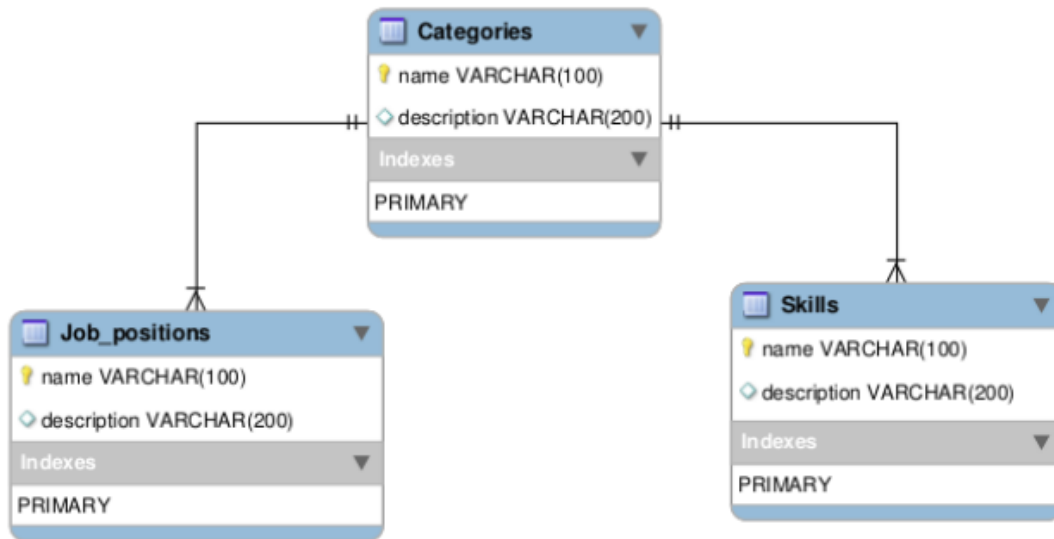 Categories
name VARCHAR(100)
description VARCHAR(200)
Indexes
PRIMARY
Job_positions
name VARCHAR(100)
description VARCHAR(200)
Indexes
PRIMARY
Skills
name VARCHAR(100)
description VARCHAR(200)
Indexes
PRIMARY